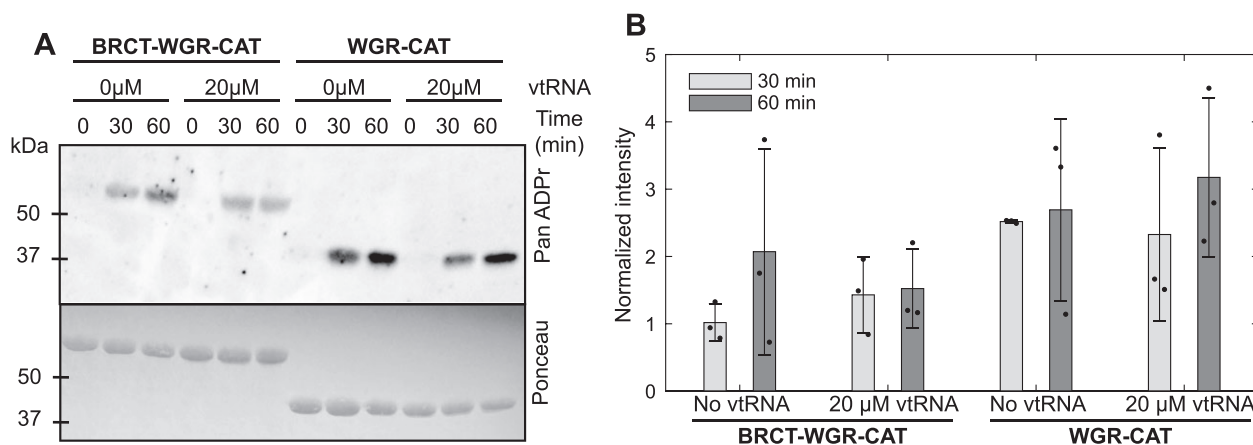 A
BRCT-WGR-CAT WGR-CAT
0µM 20µM 0µM 20µM vtRNA
0 30 60 0 30 60 0 30 60 0 30 60 Time
(min)
kDa
50
37
Pan ADPr
50
37
Ponceau
B
5
4
3
2
1
0
Normalized intensity
30 min
60 min
No vtRNA 20 µM vtRNA No vtRNA 20 µM vtRNA
BRCT-WGR-CAT WGR-CAT